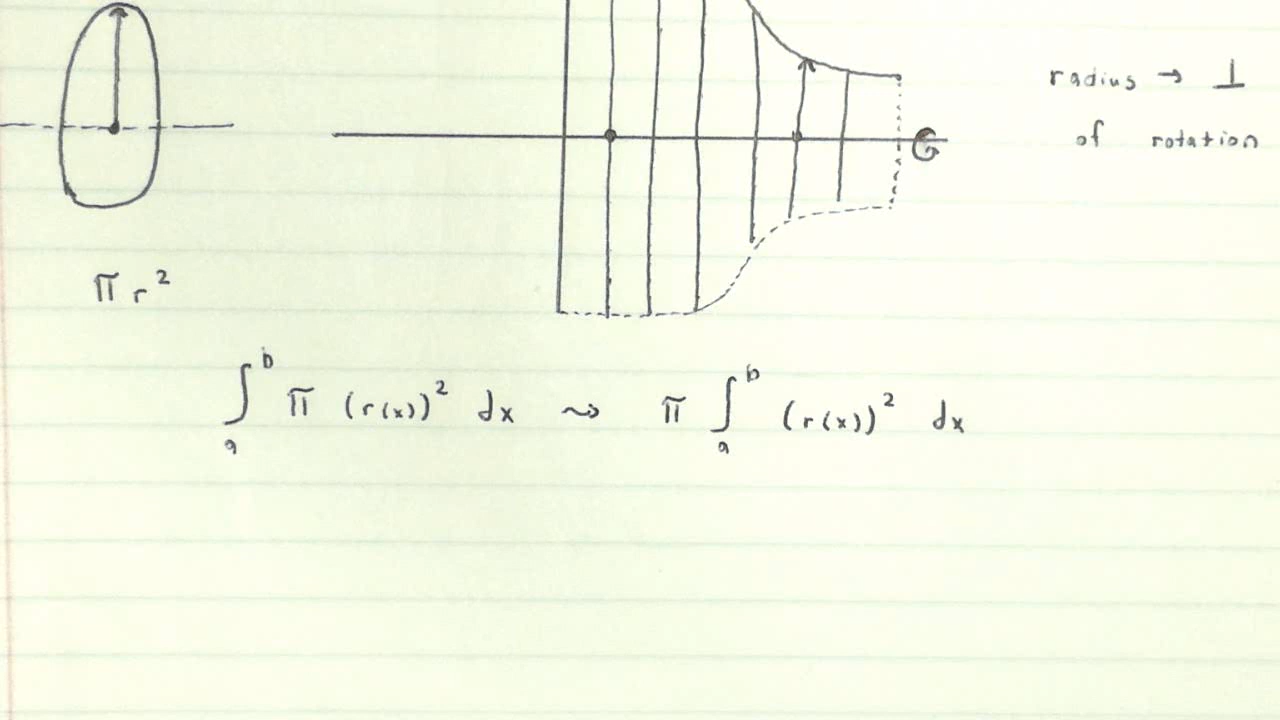 radius → ⊥
of rotation
π r²
∫ₐᵇ π (r(x))² dx ⤳ π ∫ₐᵇ (r(x))² dx